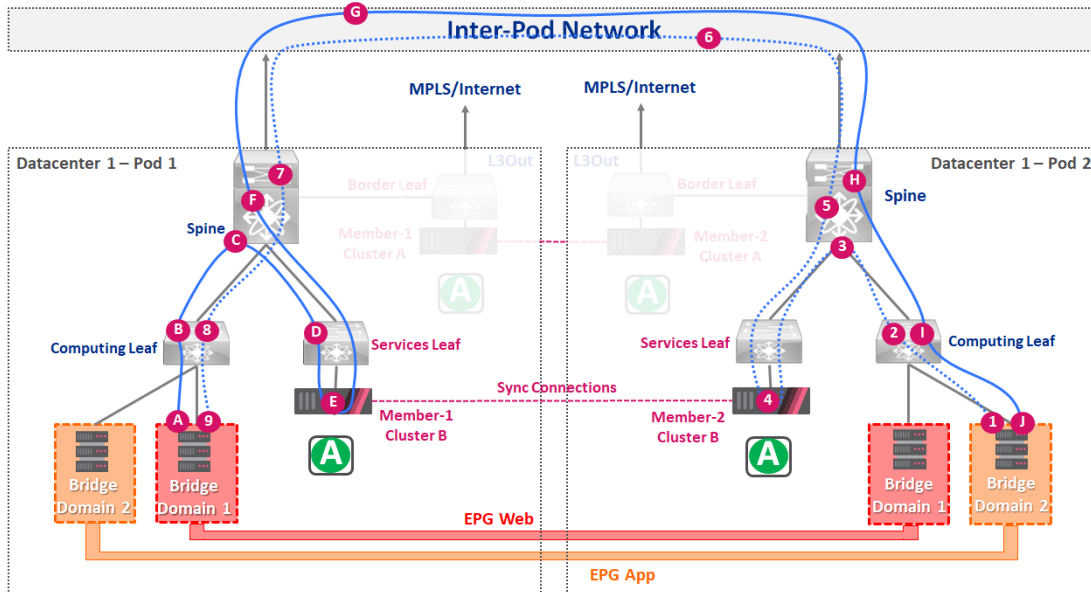 G
Inter-Pod Network
6
MPLS/Internet
MPLS/Internet
Datacenter 1 – Pod 1
L3Out
L3Out
Datacenter 1 – Pod 2
7
Border Leaf
Border Leaf
H
F
5
Spine
Spine
C
Member-1
Cluster A
Member-2
Cluster A
3
A
A
B
8
D
2
I
Computing Leaf
Services Leaf
Services Leaf
Computing Leaf
Sync Connections
E
4
Member-1
Cluster B
Member-2
Cluster B
A
9
1
J
A
A
Bridge
Domain 2
Bridge
Domain 1
Bridge
Domain 1
Bridge
Domain 2
EPG Web
EPG App